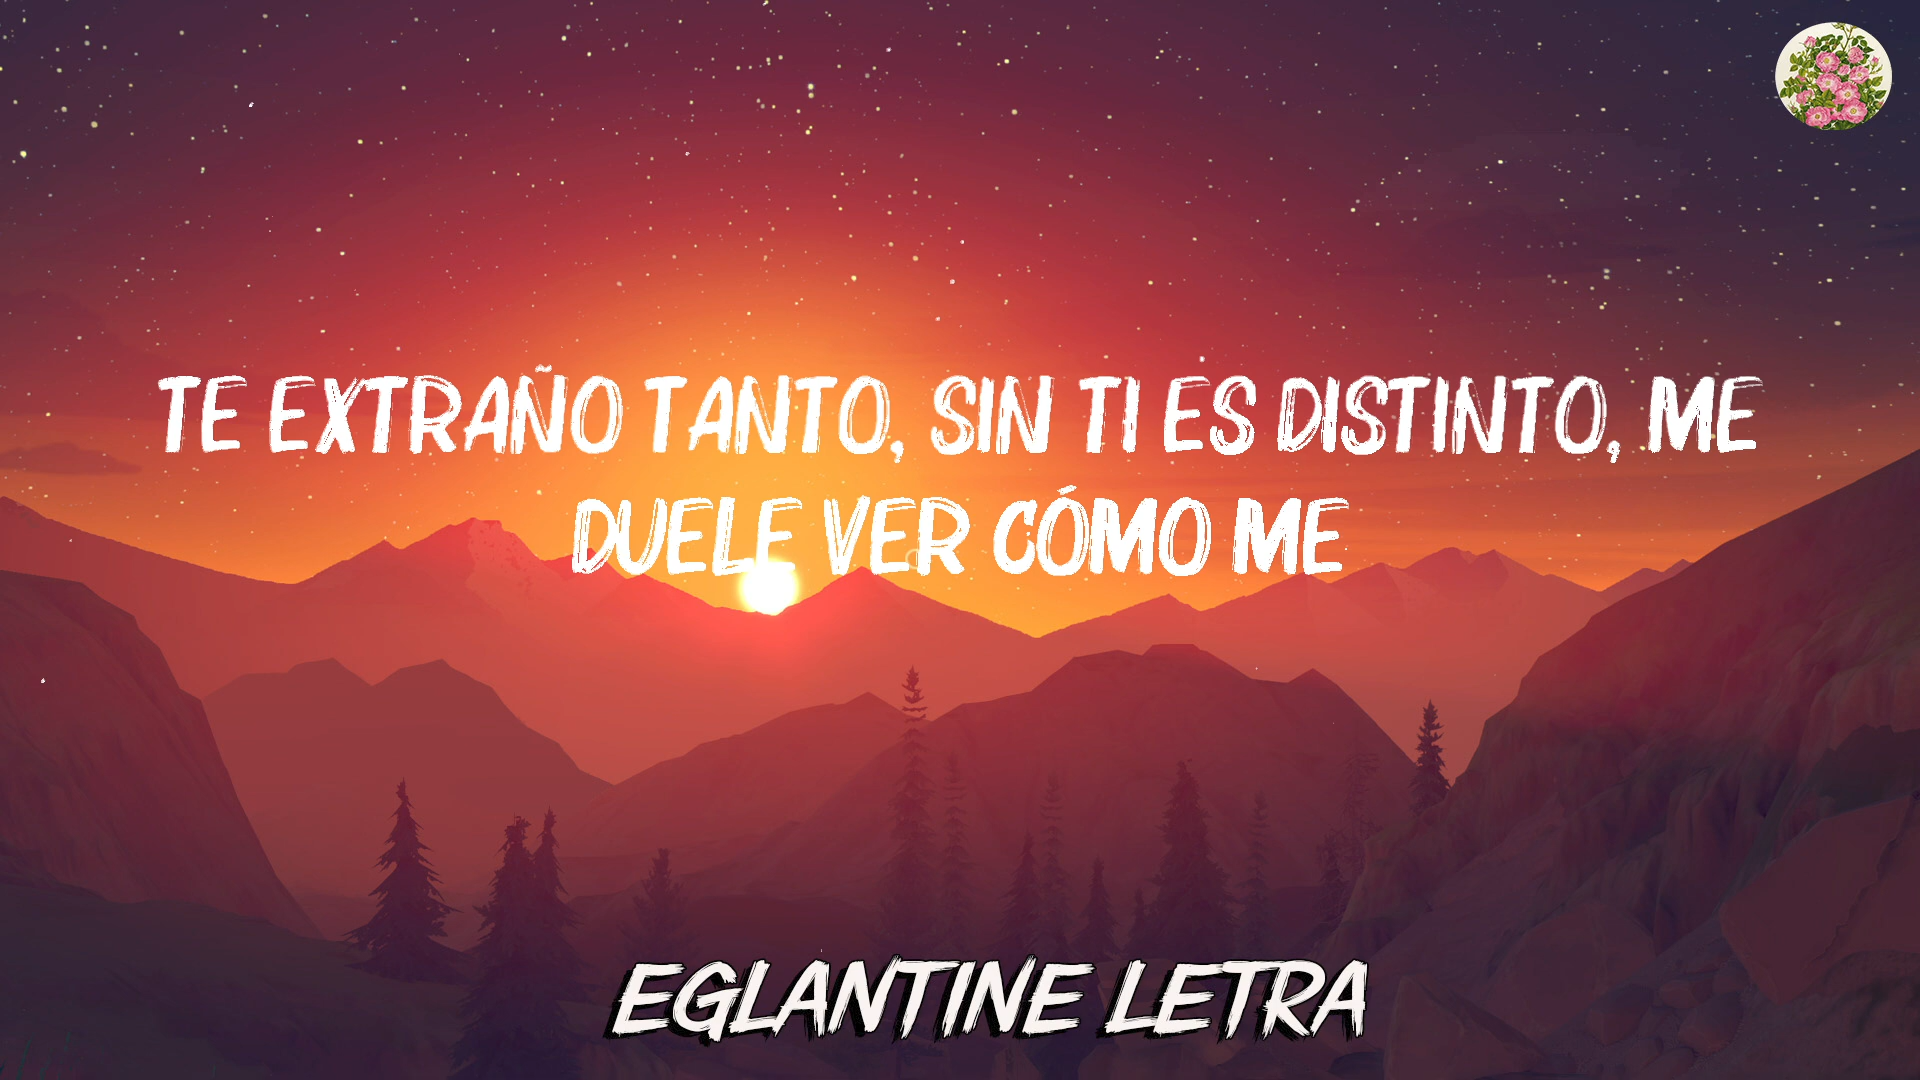 TE EXTRAÑO TANTO, SIN TI ES DISTINTO, ME
DUELE VER CÓMO ME
EGLANTINE LETRA